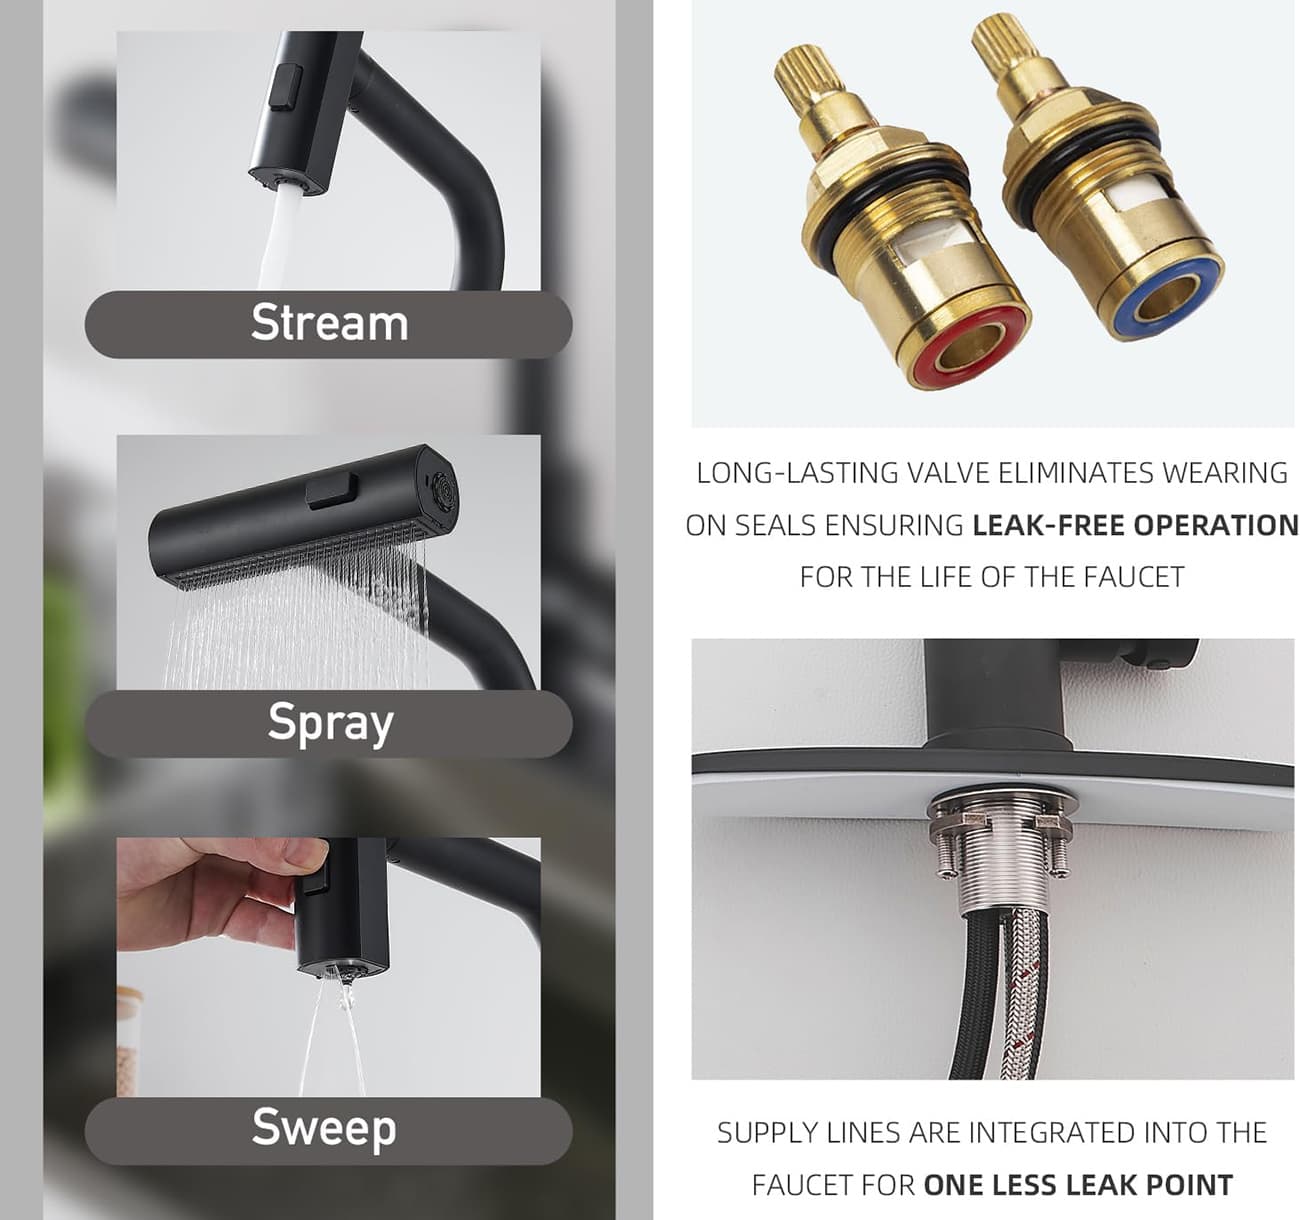 Stream
Spray
Sweep
LONG-LASTING VALVE ELIMINATES WEARING
ON SEALS ENSURING LEAK-FREE OPERATION
FOR THE LIFE OF THE FAUCET
SUPPLY LINES ARE INTEGRATED INTO THE
FAUCET FOR ONE LESS LEAK POINT